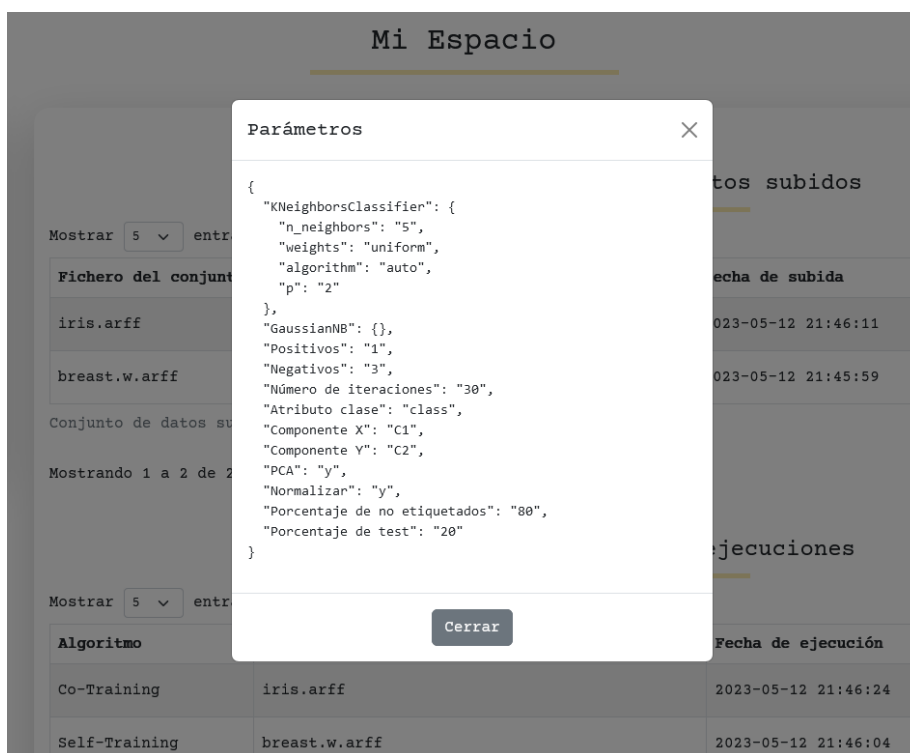 Mi Espacio
Parámetros
tos subidos
Mostrar 5 entr
Fichero del conjunt
echa de subida
iris.arff
023-05-12 21:46:11
breast.w.arff
023-05-12 21:45:59
Conjunto de datos su
Mostrando 1 a 2 de 2
{
"KNeighborsClassifier": {
"n_neighbors": "5",
"weights": "uniform",
"algorithm": "auto",
"p": "2"
},
"GaussianNB": {},
"Positivos": "1",
"Negativos": "3",
"Número de iteraciones": "30",
"Atributo clase": "class",
"Componente X": "C1",
"Componente Y": "C2",
"PCA": "y",
"Normalizar": "y",
"Porcentaje de no etiquetados": "80",
"Porcentaje de test": "20"
}
ejecuciones
Mostrar 5 entr
Cerrar
Algoritmo
Fecha de ejecución
Co-Training iris.arff 2023-05-12 21:46:24
Self-Training breast.w.arff 2023-05-12 21:46:04